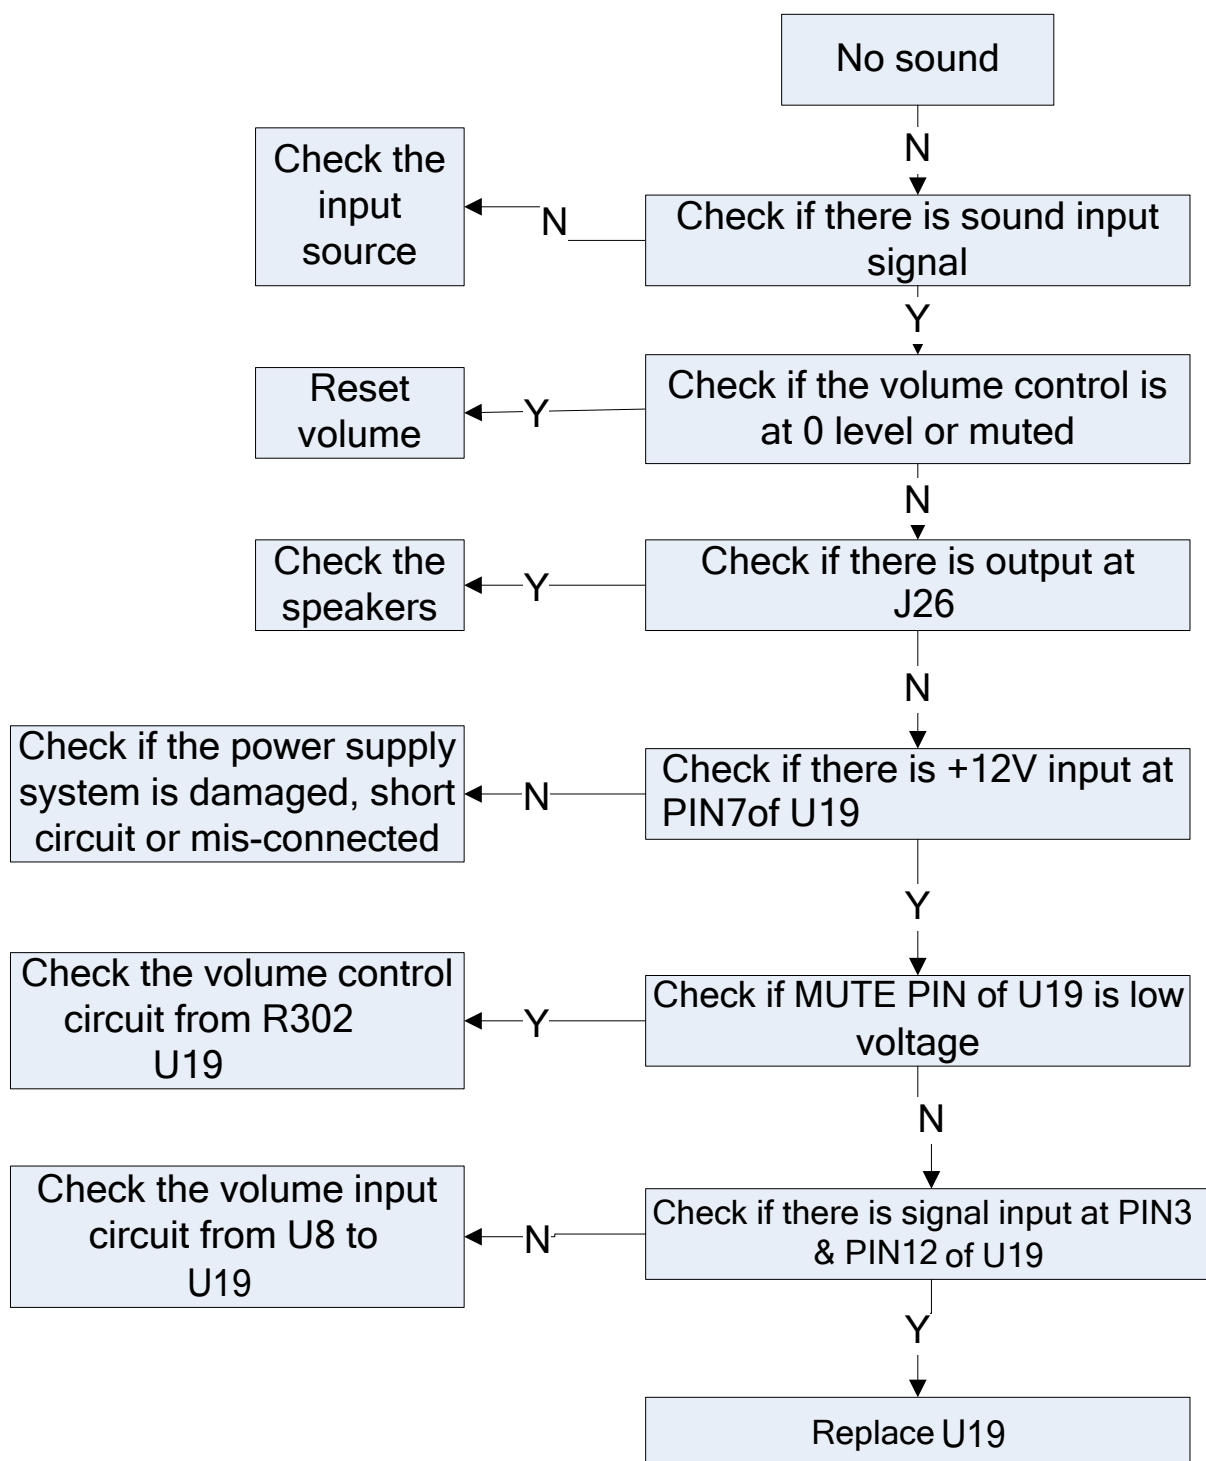 No sound
N
Check the
input
source
N
Check if there is sound input
signal
Y
Reset
volume
Y
Check if the volume control is
at 0 level or muted
N
Check the
speakers
Y
Check if there is output at
J26
N
Check if the power supply
system is damaged, short
circuit or mis-connected
N
Check if there is +12V input at
PIN7of U19
Y
Check the volume control
circuit from R302
U19
Y
Check if MUTE PIN of U19 is low
voltage
N
Check the volume input
circuit from U8 to
U19
N
Check if there is signal input at PIN3
& PIN12 of U19
Y
Replace U19